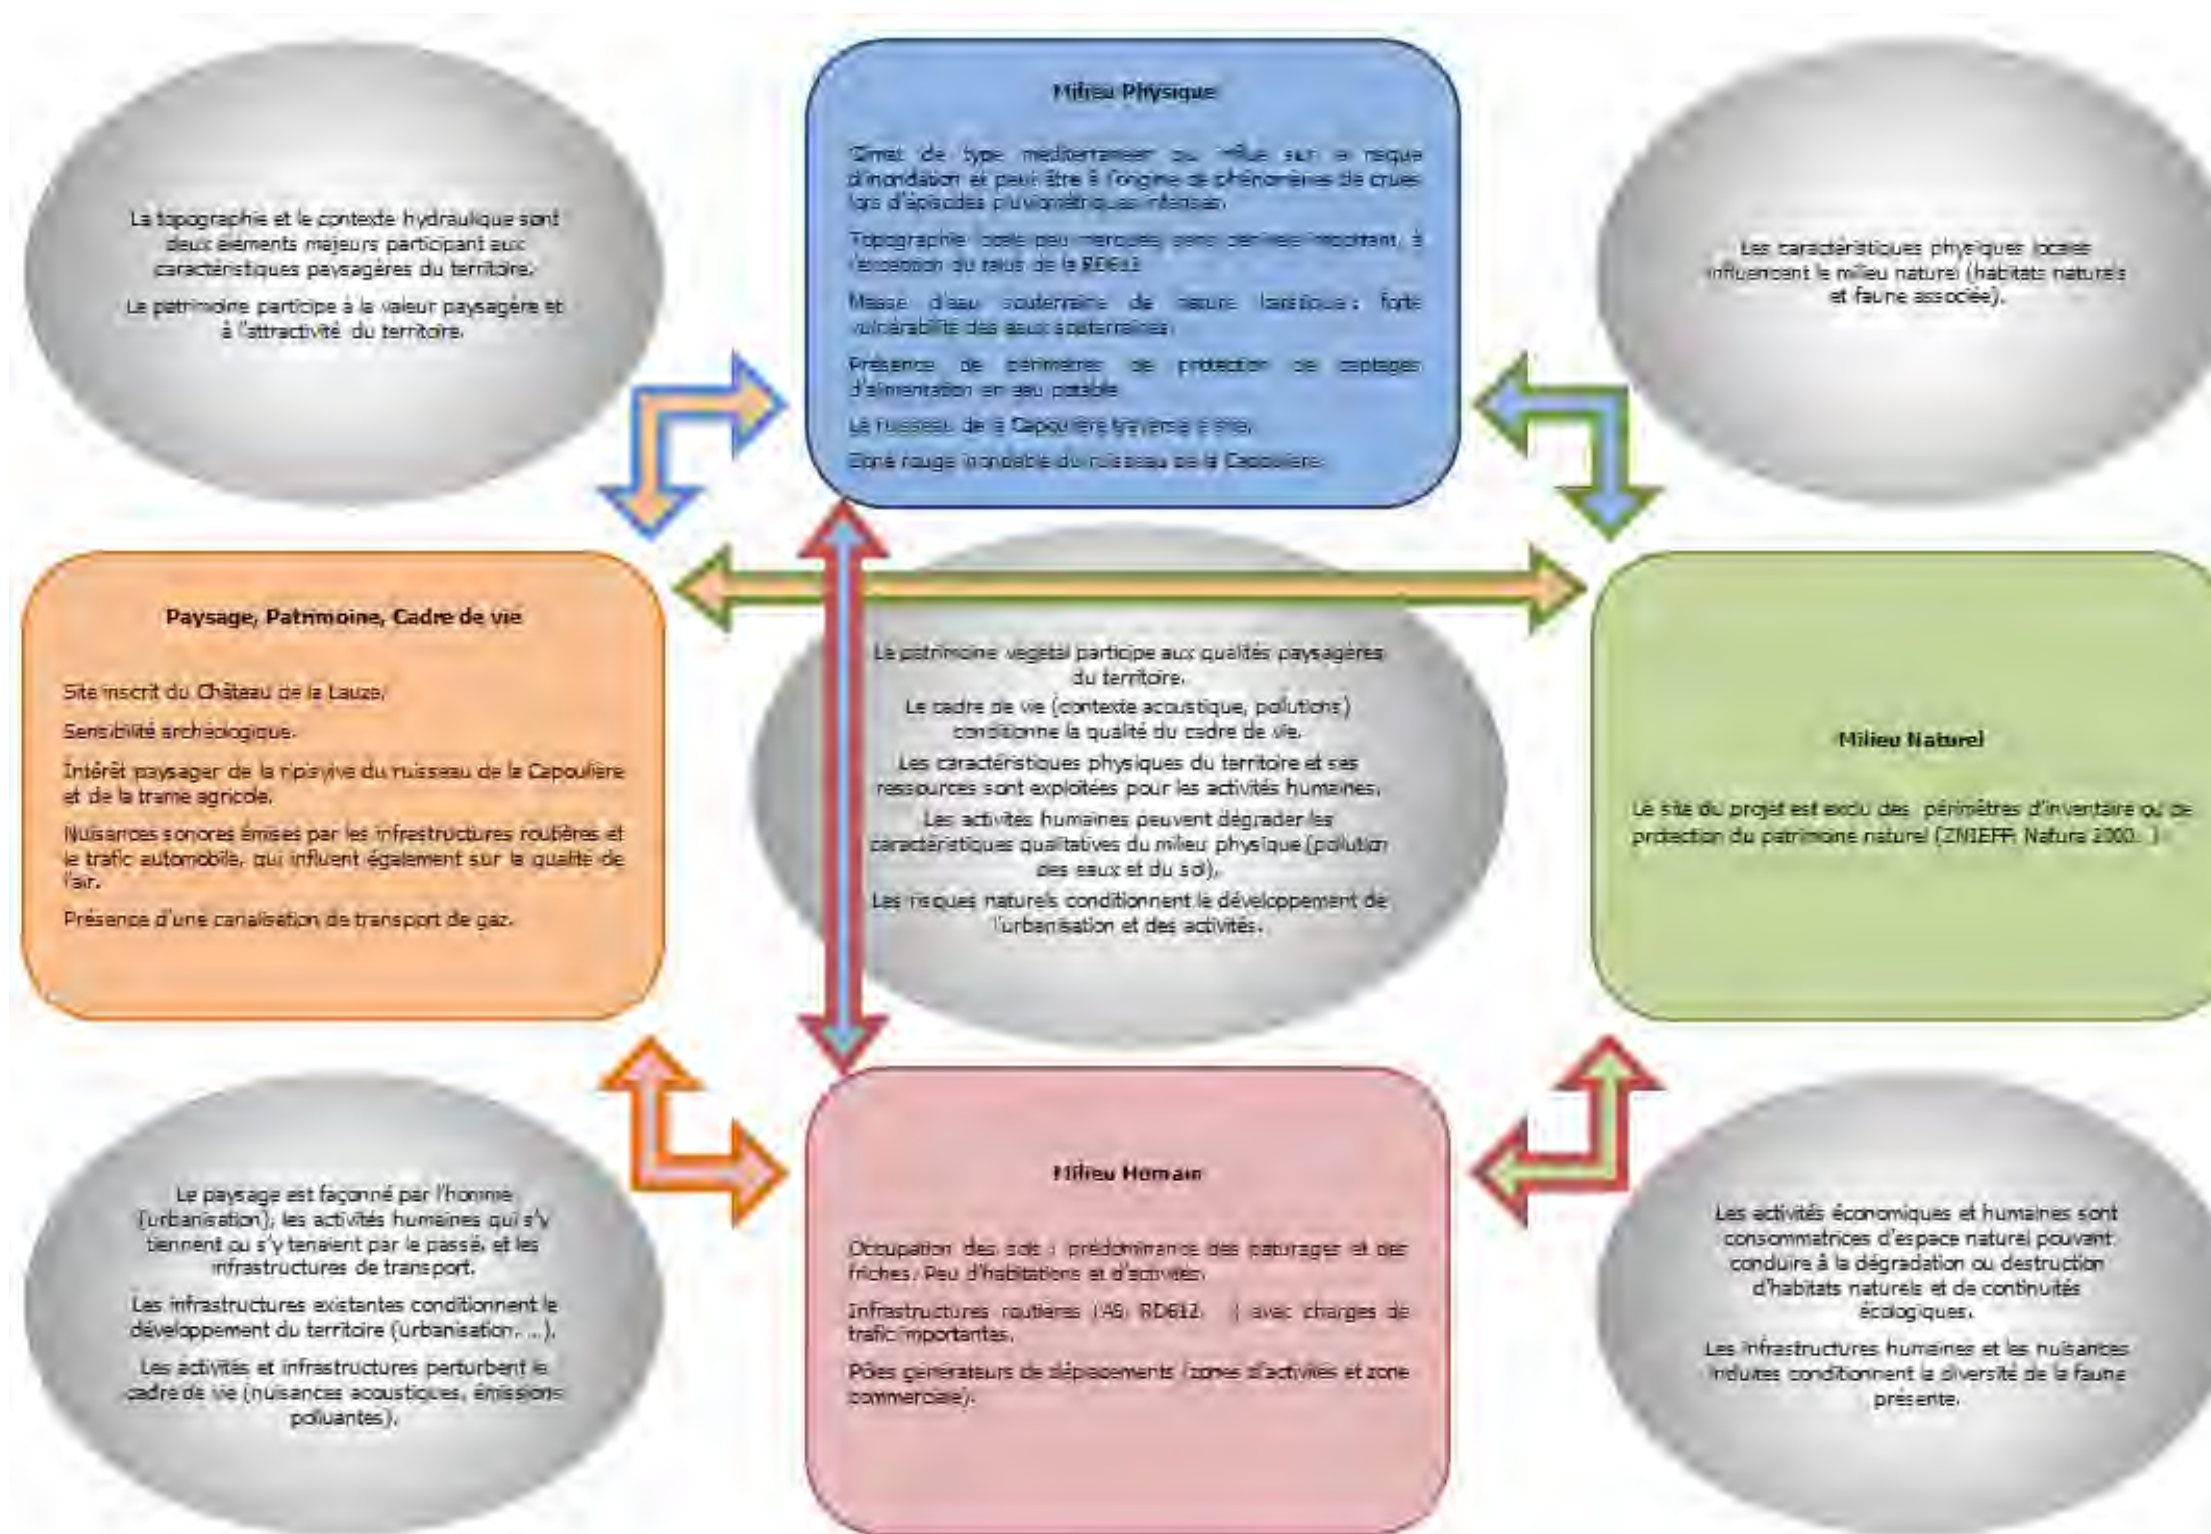 Milieu Physique
Climat de type méditerranéen qui influe sur le risque
d'inondation et peut être à l'origine de phénomènes de crues
lors d'épisodes pluviométriques intenses.
Topographie locale peu marquée, sans dénivelé important, à
l'exception du talus de la RD612
Masse d'eau souterraine de nature karstique : forte
vulnérabilité des eaux souterraines.
Présence de périmètres de protection de captages
d'alimentation en eau potable
Le ruisseau de la Capoulière traverse le site.
Zone rouge inondable du ruisseau de la Capoulière.
La topographie et le contexte hydraulique sont
deux éléments majeurs participant aux
caractéristiques paysagères du territoire.
Le patrimoine participe à la valeur paysagère et
à l'attractivité du territoire.
Les caractéristiques physiques locales
influencent le milieu naturel (habitats naturels
et faune associée).
Paysage, Patrimoine, Cadre de vie
Site inscrit du Château de la Lauze.
Sensibilité archéologique.
Intérêt paysager de la ripisylve du ruisseau de la Capoulière
et de la trame agricole.
Nuisances sonores émises par les infrastructures routières et
le trafic automobile, qui influent également sur la qualité de
l'air.
Présence d'une canalisation de transport de gaz.
Le patrimoine végétal participe aux qualités paysagères
du territoire.
Le cadre de vie (contexte acoustique, pollutions)
conditionne la qualité du cadre de vie.
Les caractéristiques physiques du territoire et ses
ressources sont exploitées pour les activités humaines.
Les activités humaines peuvent dégrader les
caractéristiques qualitatives du milieu physique (pollution
des eaux et du sol).
Les risques naturels conditionnent le développement de
l'urbanisation et des activités.
Milieu Naturel
Le site du projet est exclu des périmètres d'inventaire ou de
protection du patrimoine naturel (ZNIEFF, Natura 2000...)
Le paysage est façonné par l'homme
(urbanisation), les activités humaines qui s'y
tiennent ou s'y tenaient par le passé, et les
infrastructures de transport.
Les infrastructures existantes conditionnent le
développement du territoire (urbanisation, ...).
Les activités et infrastructures perturbent le
cadre de vie (nuisances acoustiques, émissions
polluantes).
Milieu Humain
Occupation des sols : prédominance des pâturages et des
friches. Peu d'habitations et d'activités.
Infrastructures routières (A9, RD612, ...) avec charges de
trafic importantes.
Pôles générateurs de déplacements (zones d'activités et zone
commerciale).
Les activités économiques et humaines sont
consommatrices d'espace naturel pouvant
conduire à la dégradation ou destruction
d'habitats naturels et de continuités
écologiques.
Les infrastructures humaines et les nuisances
induites conditionnent la diversité de la faune
présente.